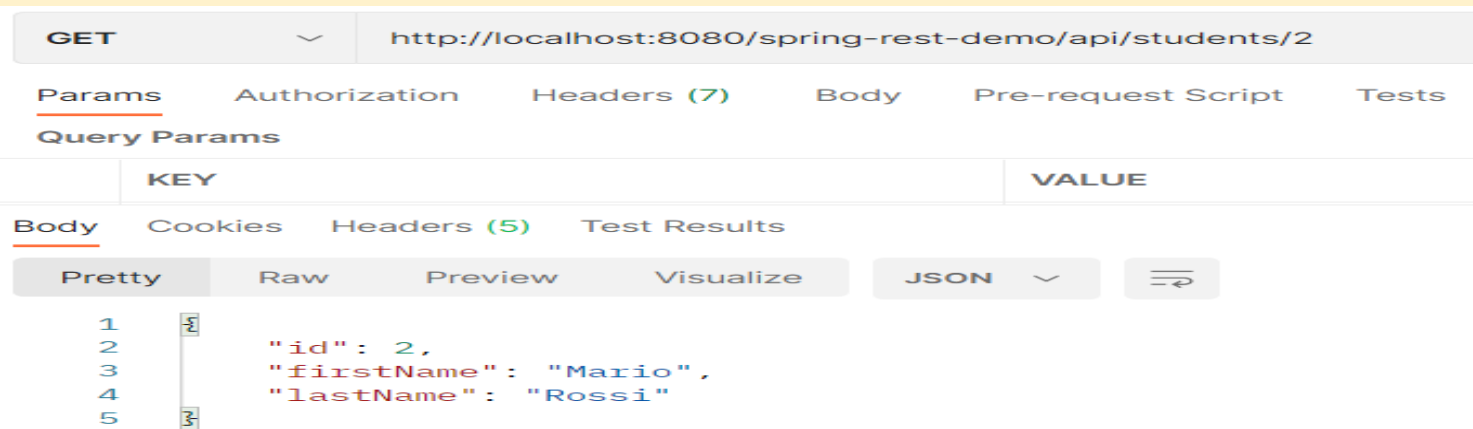 GET http://localhost:8080/spring-rest-demo/api/students/2
Params Authorization Headers (7) Body Pre-request Script Tests
Query Params
KEY VALUE
Body Cookies Headers (5) Test Results
Pretty Raw Preview Visualize JSON
1 {
2 "id": 2,
3 "firstName": "Mario",
4 "lastName": "Rossi"
5 }